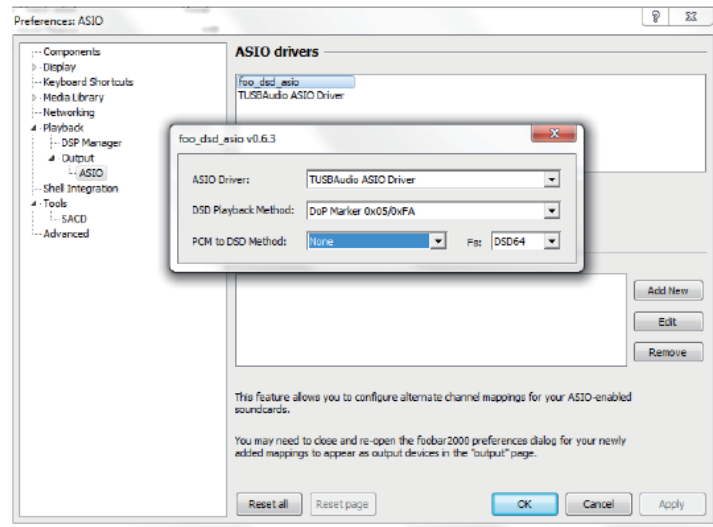 Preferences: ASIO
Components
Display
Keyboard Shortcuts
Media Library
Networking
Playback
DSP Manager
Output
ASIO
Shell Integration
Tools
SACD
Advanced
ASIO drivers
foo_dsd_asio
TUSBAudio ASIO Driver
foo_dsd_asio v0.6.3
ASIO Driver:
TUSBAudio ASIO Driver
DSD Playback Method:
DoP Marker 0x05/0xFA
PCM to DSD Method:
None
Fs:
DSD64
Add New
Edit
Remove
This feature allows you to configure alternate channel mappings for your ASIO-enabled
soundcards.
You may need to close and re-open the foobar2000 preferences dialog for your newly
added mappings to appear as output devices in the "output" page.
Reset all
Reset page
OK
Cancel
Apply